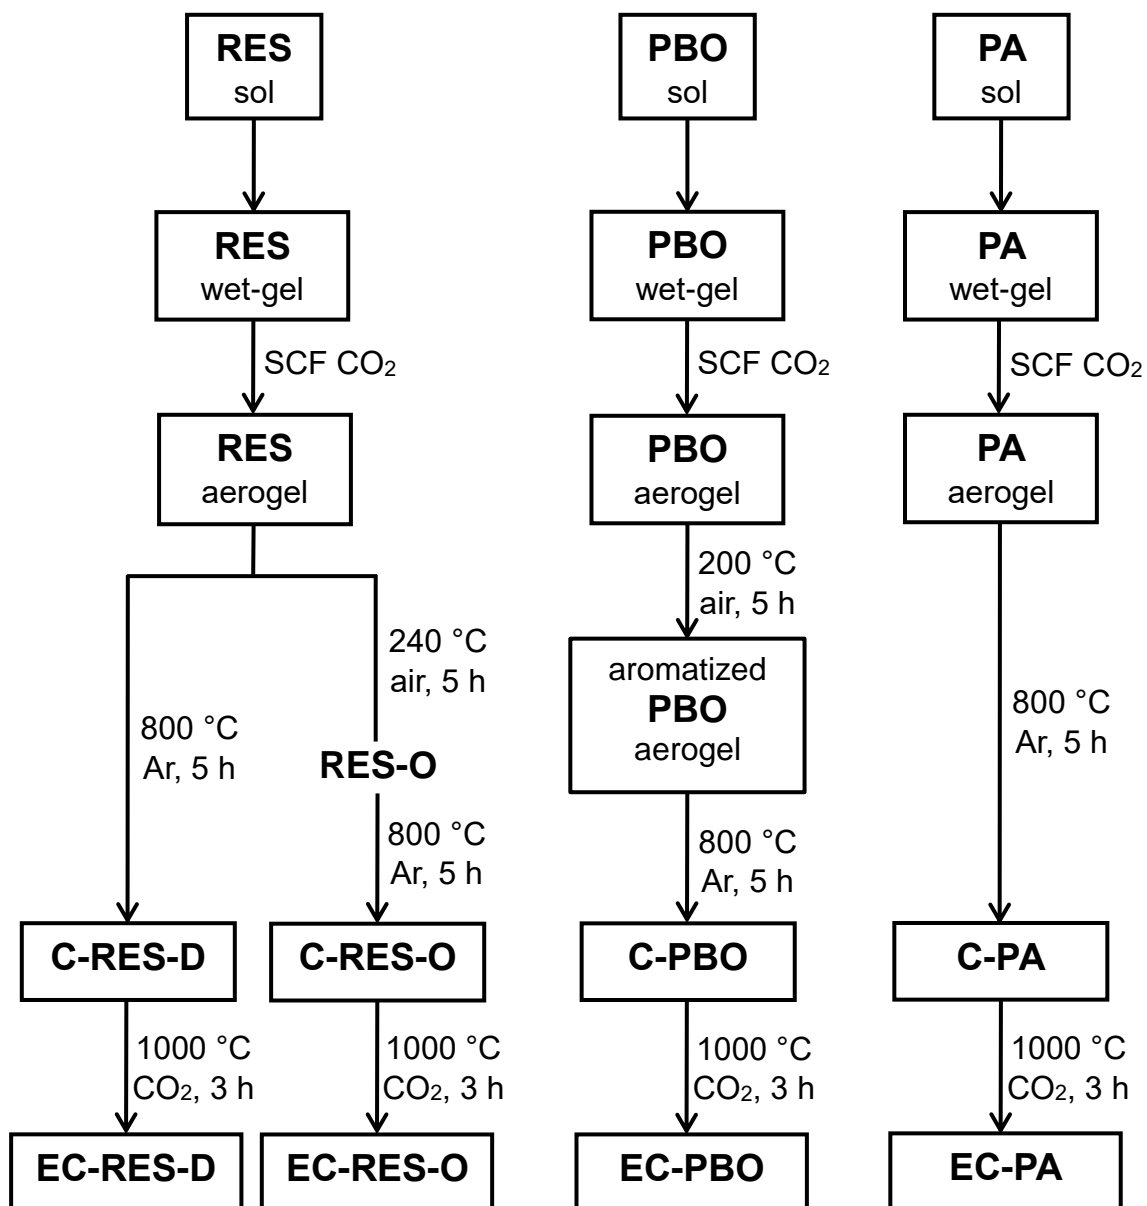 RES
sol
PBO
sol
PA
sol
RES
wet-gel
PBO
wet-gel
PA
wet-gel
SCF CO₂
SCF CO₂
SCF CO₂
RES
aerogel
PBO
aerogel
PA
aerogel
200 °C
air, 5 h
240 °C
air, 5 h
aromatized
PBO
aerogel
800 °C
Ar, 5 h
RES-O
800 °C
Ar, 5 h
800 °C
Ar, 5 h
800 °C
Ar, 5 h
C-RES-D
C-RES-O
C-PBO
C-PA
1000 °C
CO₂, 3 h
1000 °C
CO₂, 3 h
1000 °C
CO₂, 3 h
1000 °C
CO₂, 3 h
EC-RES-D
EC-RES-O
EC-PBO
EC-PA